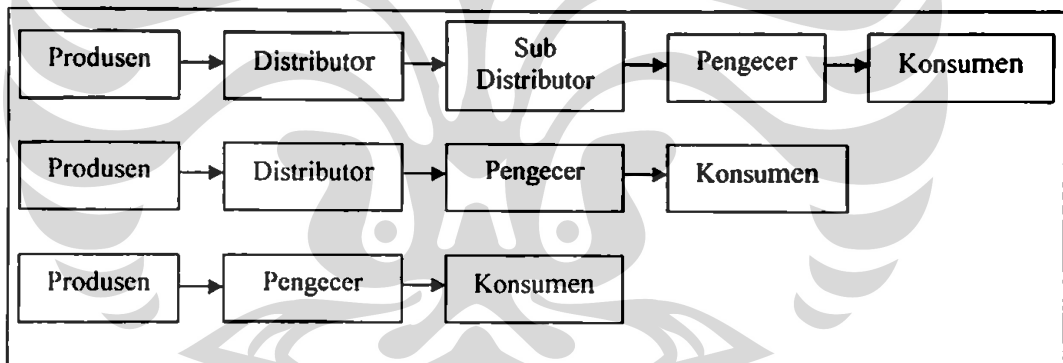 Produsen Distributor Sub Distributor Pengecer Konsumen
Produsen Distributor Pengecer Konsumen
Produsen Pengecer Konsumen